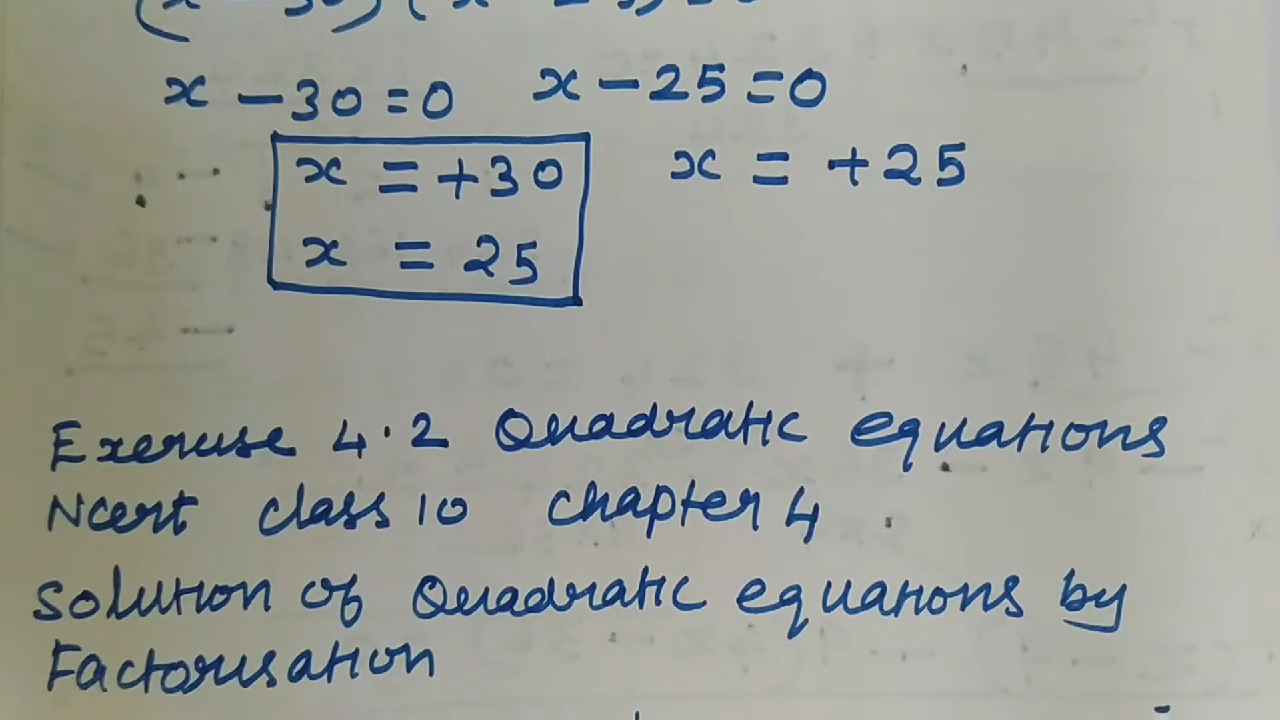 x - 30 = 0 x - 25 = 0
x = +30 x = +25
x = 25
Exercise 4.2 Quadratic equations
Ncert class 10 chapter 4
Solution of Quadratic equations by
Factorisation